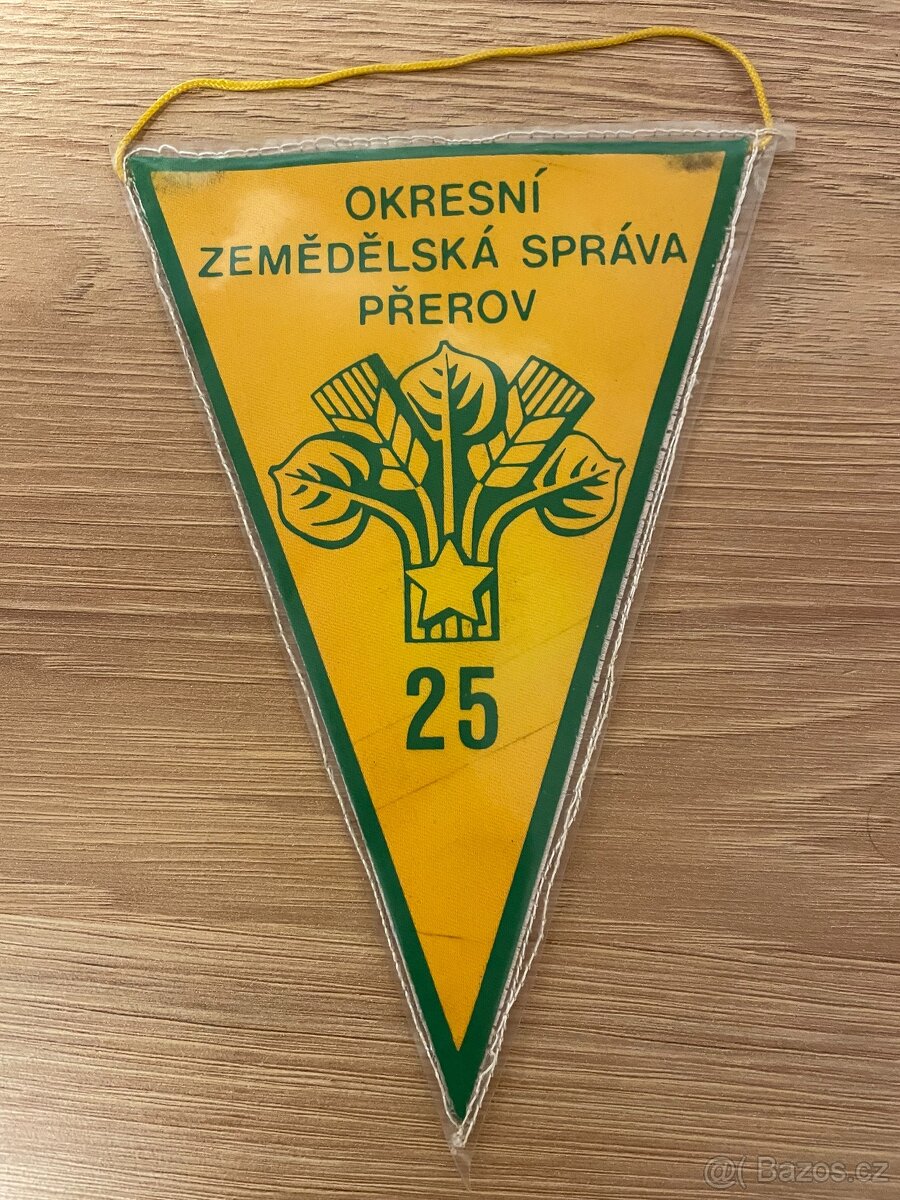 OKRESNÍ
ZEMĚDĚLSKÁ SPRÁVA
PŘEROV
25
@( Bazos.cz